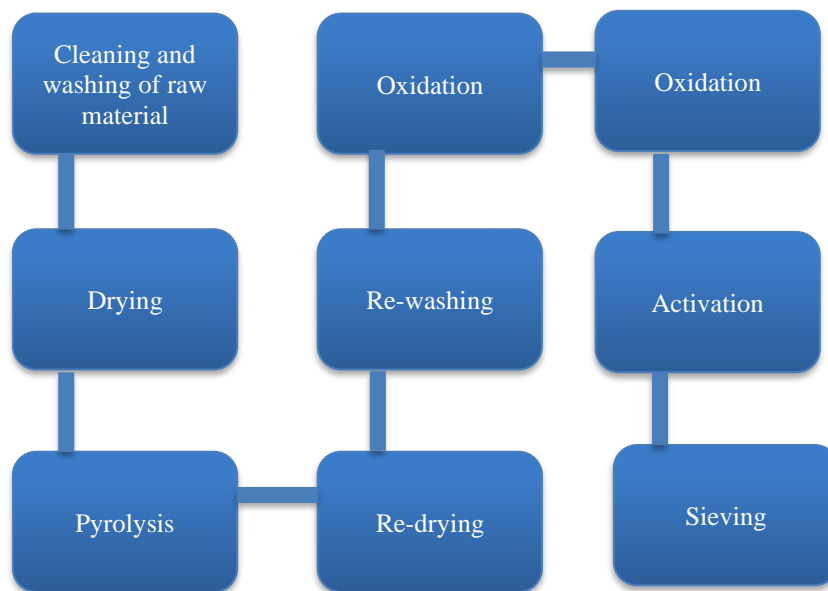 Cleaning and
washing of raw
material
Drying
Pyrolysis
Re-drying
Re-washing
Oxidation
Oxidation
Activation
Sieving